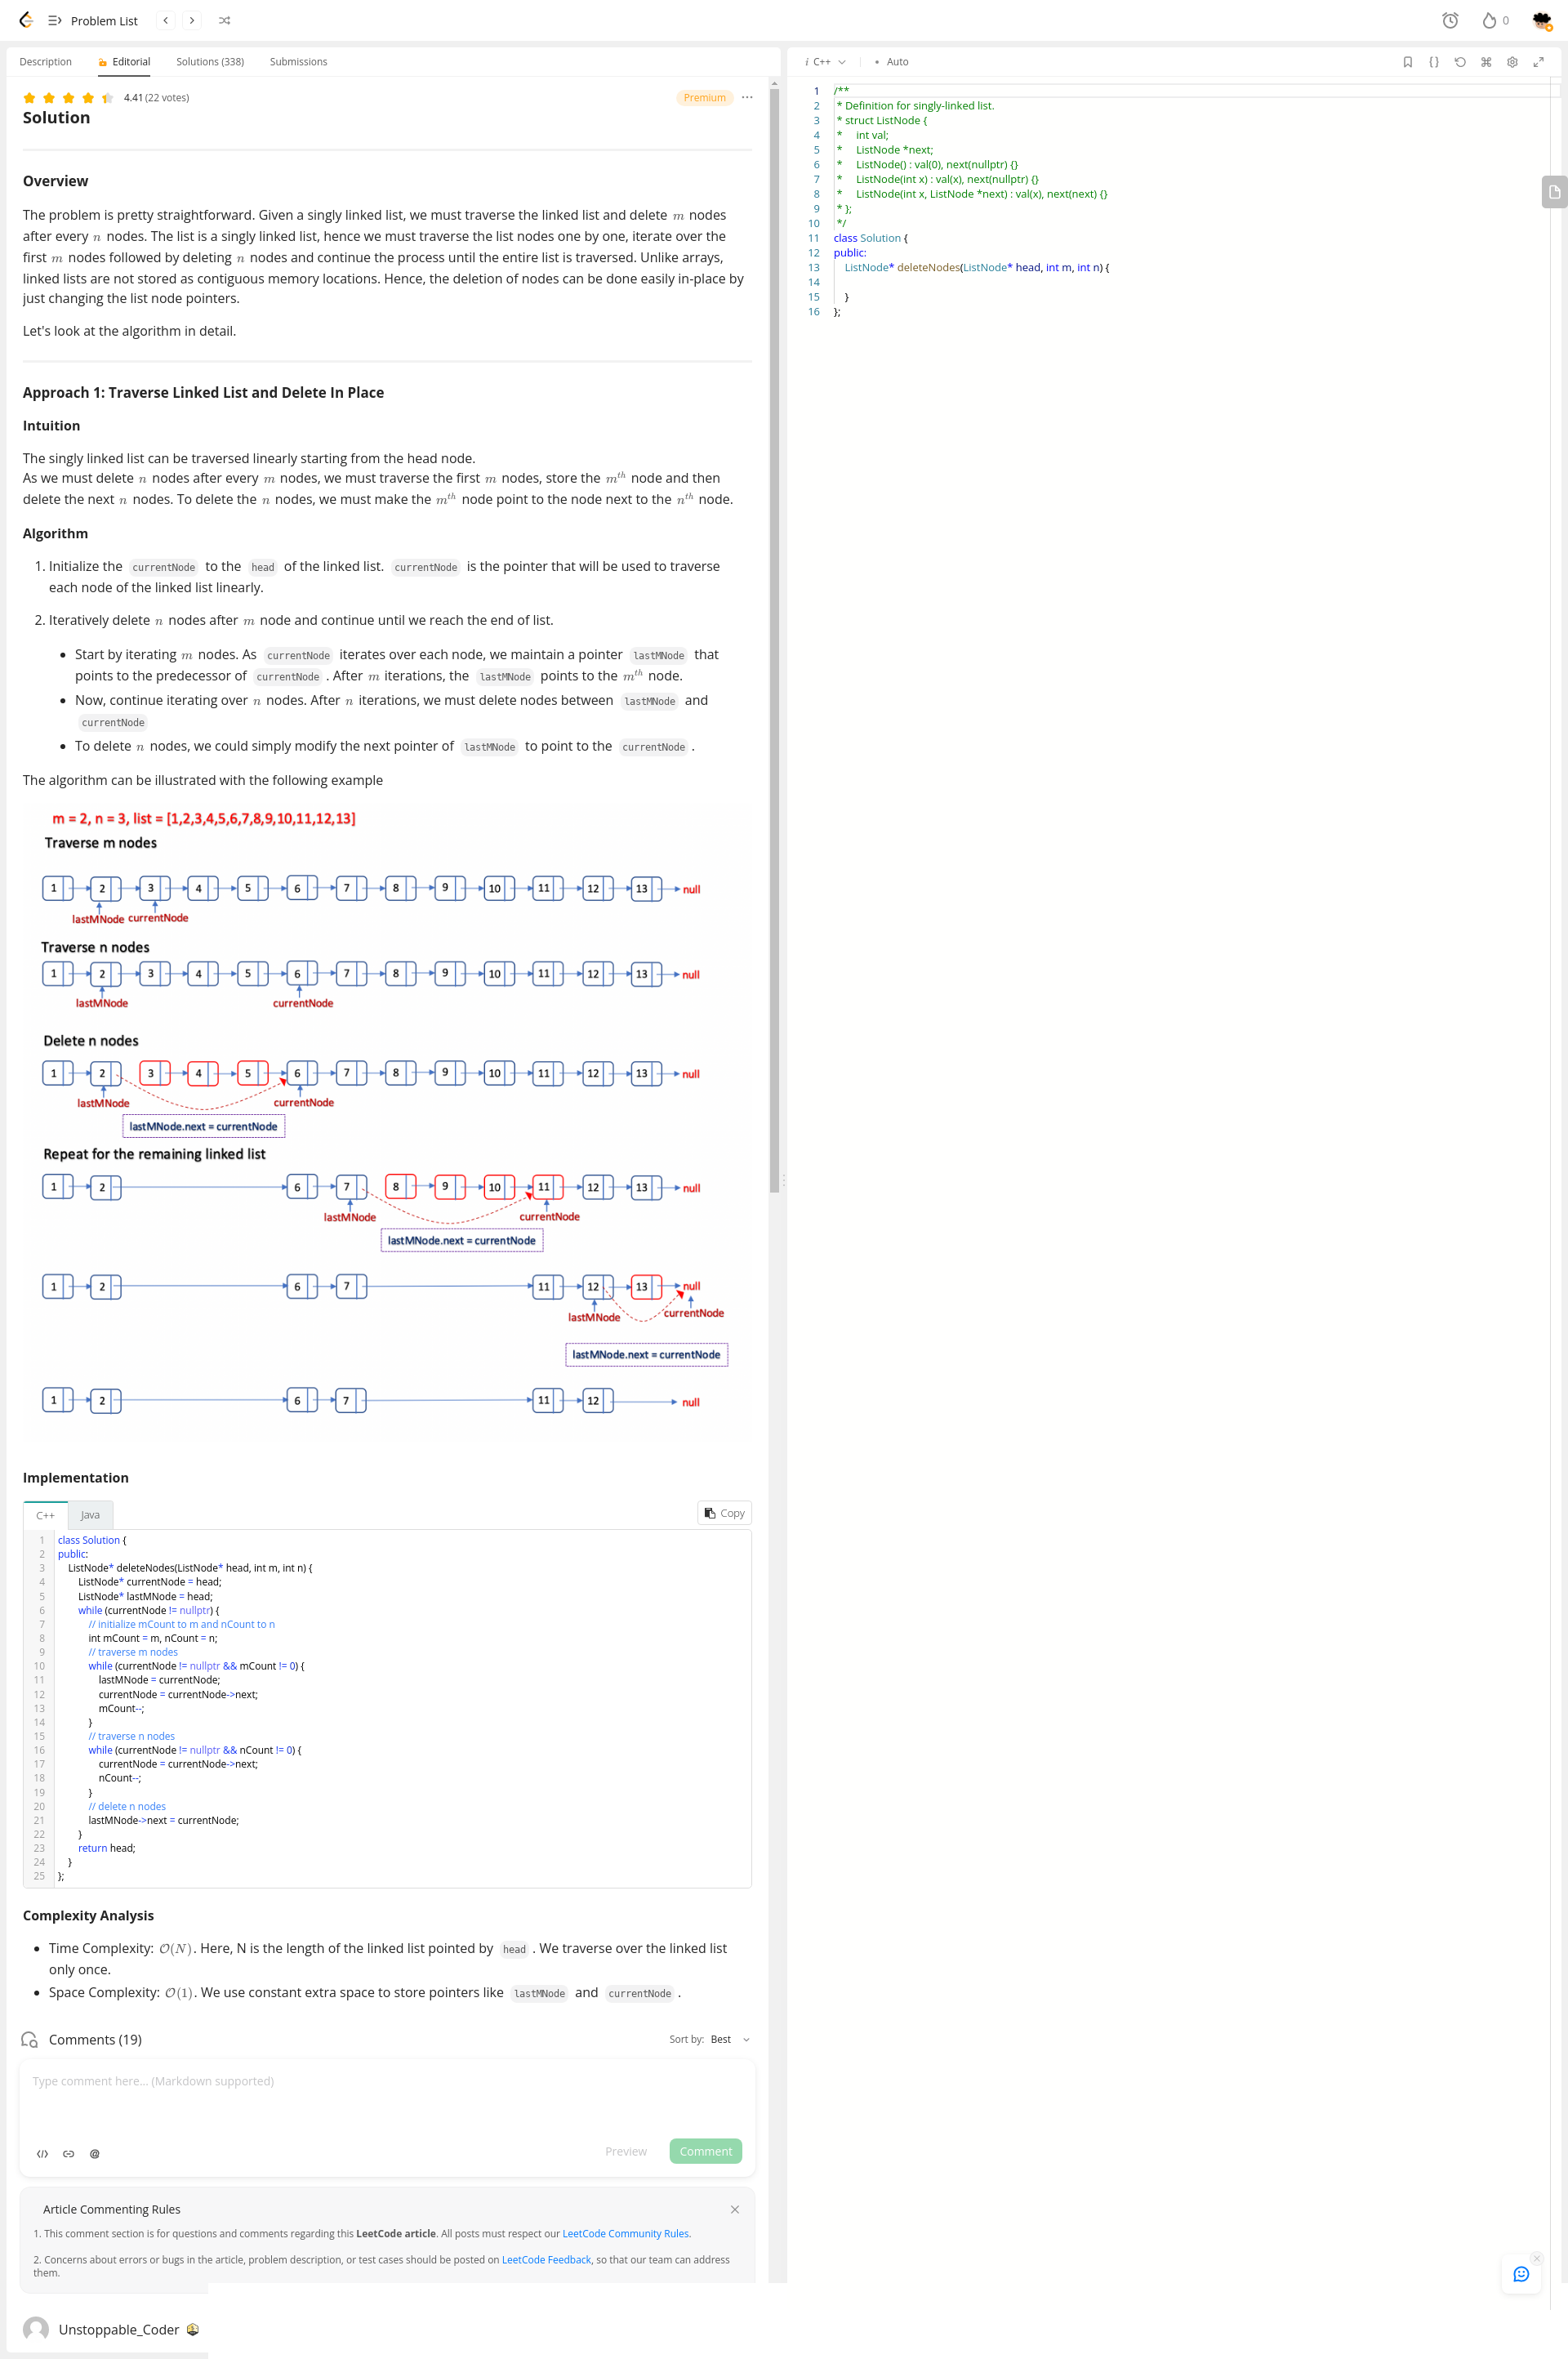 Problem List
0
Description
Editorial
Solutions (338)
Submissions
4.41 (22 votes)
Premium
Solution
Overview
The problem is pretty straightforward. Given a singly linked list, we must traverse the linked list and delete m nodes
after every n nodes. The list is a singly linked list, hence we must traverse the list nodes one by one, iterate over the
first m nodes followed by deleting n nodes and continue the process until the entire list is traversed. Unlike arrays,
linked lists are not stored as contiguous memory locations. Hence, the deletion of nodes can be done easily in-place by
just changing the list node pointers.
Let's look at the algorithm in detail.
Approach 1: Traverse Linked List and Delete In Place
Intuition
The singly linked list can be traversed linearly starting from the head node.
As we must delete n nodes after every m nodes, we must traverse the first m nodes, store the m^th node and then
delete the next n nodes. To delete the n nodes, we must make the m^th node point to the node next to the n^th node.
Algorithm
1. Initialize the currentNode to the head of the linked list. currentNode is the pointer that will be used to traverse
each node of the linked list linearly.
2. Iteratively delete n nodes after m node and continue until we reach the end of list.
• Start by iterating m nodes. As currentNode iterates over each node, we maintain a pointer lastMNode that
points to the predecessor of currentNode . After m iterations, the lastMNode points to the m^th node.
• Now, continue iterating over n nodes. After n iterations, we must delete nodes between lastMNode and
currentNode
• To delete n nodes, we could simply modify the next pointer of lastMNode to point to the currentNode .
The algorithm can be illustrated with the following example
m = 2, n = 3, list = [1,2,3,4,5,6,7,8,9,10,11,12,13]
Traverse m nodes
1 2 3 4 5 6 7 8 9 10 11 12 13 null
lastMNode currentNode
Traverse n nodes
1 2 3 4 5 6 7 8 9 10 11 12 13 null
lastMNode currentNode
Delete n nodes
1 2 3 4 5 6 7 8 9 10 11 12 13 null
lastMNode currentNode
lastMNode.next = currentNode
Repeat for the remaining linked list
1 2 6 7 8 9 10 11 12 13 null
lastMNode currentNode
lastMNode.next = currentNode
1 2 6 7 11 12 13 null
lastMNode currentNode
lastMNode.next = currentNode
1 2 6 7 11 12 null
Implementation
C++ Java
Copy
1 class Solution {
2 public:
3 ListNode* deleteNodes(ListNode* head, int m, int n) {
4 ListNode* currentNode = head;
5 ListNode* lastMNode = head;
6 while (currentNode != nullptr) {
7 // initialize mCount to m and nCount to n
8 int mCount = m, nCount = n;
9 // traverse m nodes
10 while (currentNode != nullptr && mCount != 0) {
11 lastMNode = currentNode;
12 currentNode = currentNode->next;
13 mCount--;
14 }
15 // traverse n nodes
16 while (currentNode != nullptr && nCount != 0) {
17 currentNode = currentNode->next;
18 nCount--;
19 }
20 // delete n nodes
21 lastMNode->next = currentNode;
22 }
23 return head;
24 }
25 };
Complexity Analysis
• Time Complexity: O(N). Here, N is the length of the linked list pointed by head . We traverse over the linked list
only once.
• Space Complexity: O(1). We use constant extra space to store pointers like lastMNode and currentNode .
Comments (19)
Sort by: Best
Type comment here... (Markdown supported)
Preview
Comment
Article Commenting Rules
1. This comment section is for questions and comments regarding this LeetCode article. All posts must respect our LeetCode Community Rules.
2. Concerns about errors or bugs in the article, problem description, or test cases should be posted on LeetCode Feedback, so that our team can address
them.
Unstoppable_Coder
i C++
• Auto
1 /**
2 * Definition for singly-linked list.
3 * struct ListNode {
4 * int val;
5 * ListNode *next;
6 * ListNode() : val(0), next(nullptr) {}
7 * ListNode(int x) : val(x), next(nullptr) {}
8 * ListNode(int x, ListNode *next) : val(x), next(next) {}
9 * };
10 */
11 class Solution {
12 public:
13 ListNode* deleteNodes(ListNode* head, int m, int n) {
14
15 }
16 };